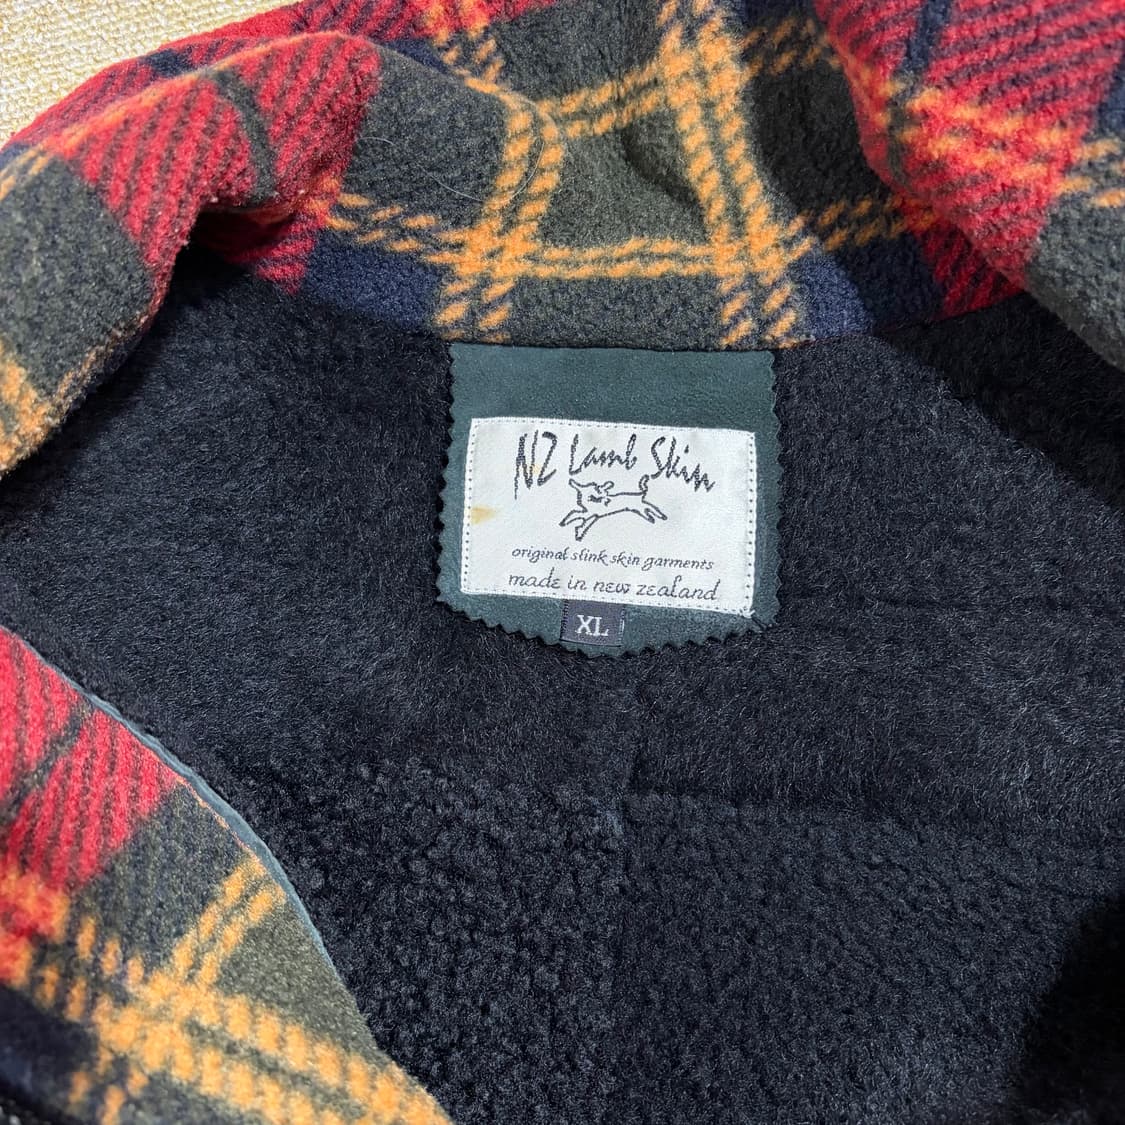 NZ Lamb Skin
original slink skin garments
made in new zealand
XL